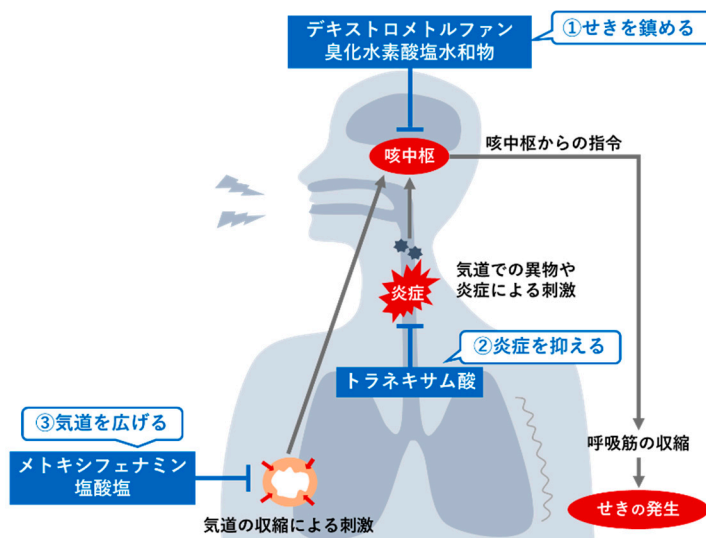 デキストロメトルファン
臭化水素酸塩水和物
①せきを鎮める
咳中枢
咳中枢からの指令
気道での異物や
炎症による刺激
炎症
②炎症を抑える
トラネキサム酸
③気道を広げる
メトキシフェナミン
塩酸塩
気道の収縮による刺激
呼吸筋の収縮
せきの発生